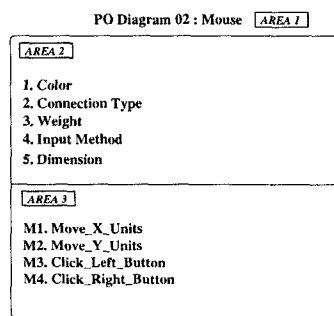 PO Diagram 02 : Mouse AREA 1
AREA 2
1. Color
2. Connection Type
3. Weight
4. Input Method
5. Dimension
AREA 3
M1. Move_X_Units
M2. Move_Y_Units
M3. Click_Left_Button
M4. Click_Right_Button